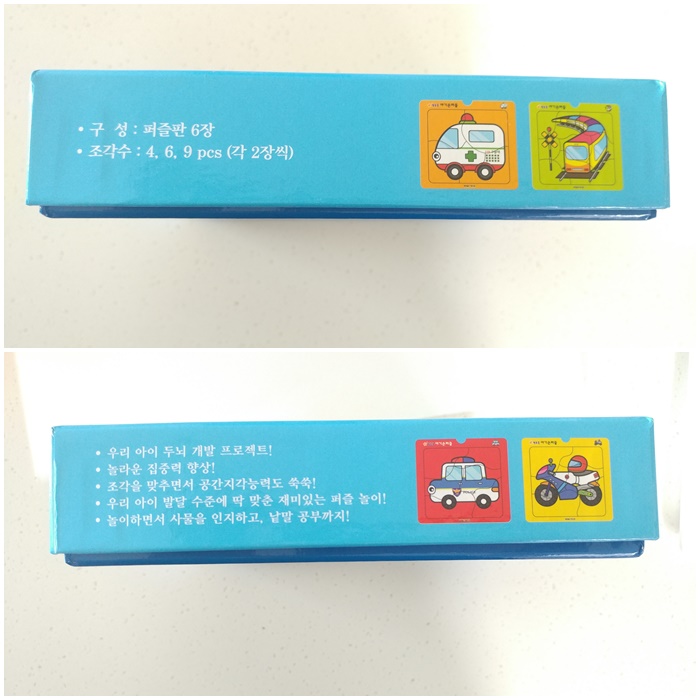 • 구 성 : 퍼즐판 6장
• 조각수 : 4, 6, 9 pcs (각 2장씩)
• 우리 아이 두뇌 개발 프로젝트!
• 놀라운 집중력 향상!
• 조각을 맞추면서 공간지각능력도 쑥쑥!
• 우리 아이 발달 수준에 딱 맞춘 재미있는 퍼즐 놀이!
• 놀이하면서 사물을 인지하고, 낱말 공부까지!